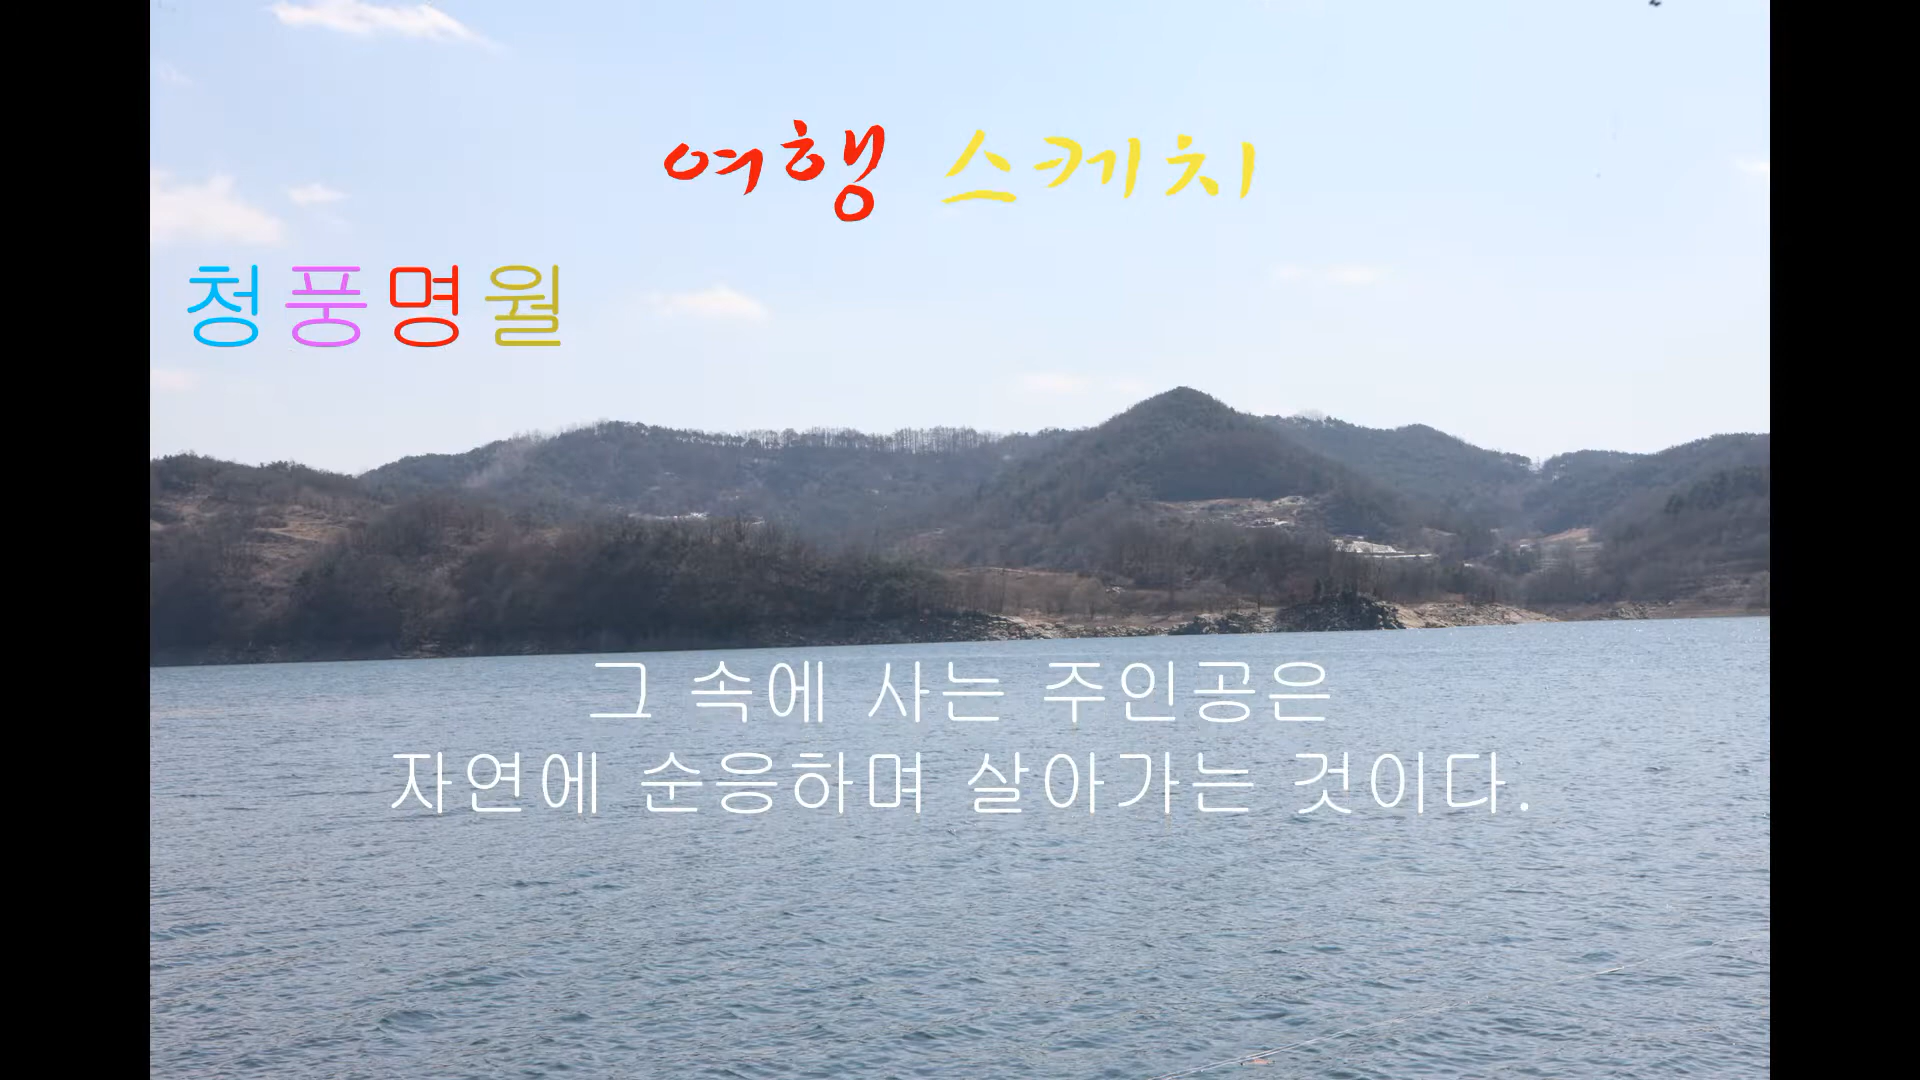 여행 스케치
청풍명월
그 속에 사는 주인공은
자연에 순응하며 살아가는 것이다.